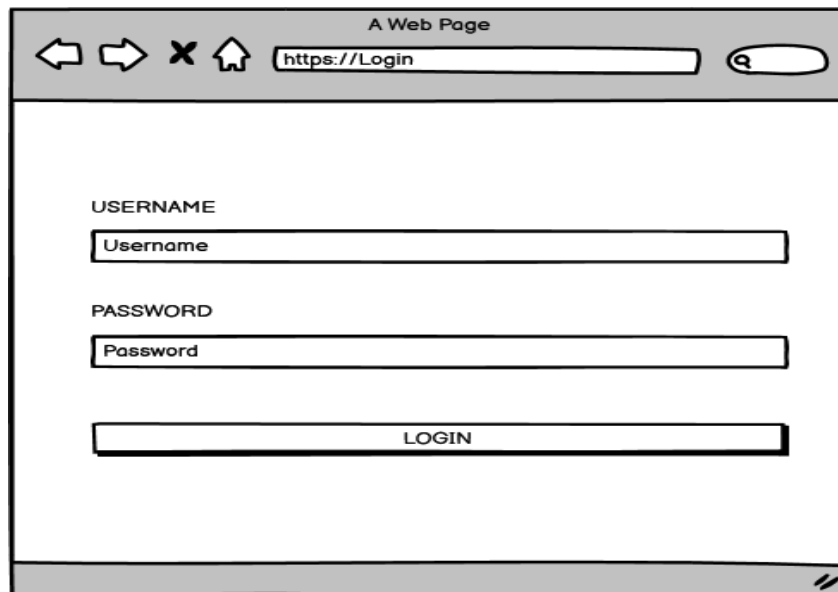 A Web Page
https://Login
USERNAME
Username
PASSWORD
Password
LOGIN